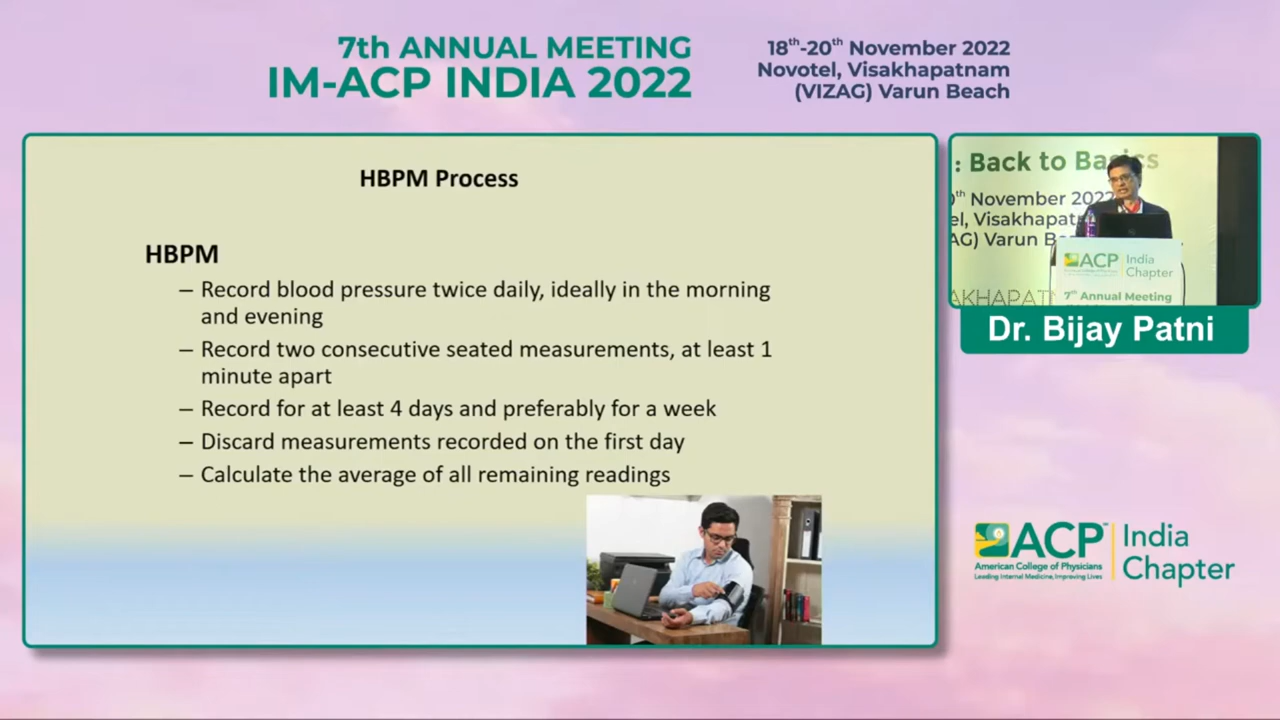 7th ANNUAL MEETING
IM-ACP INDIA 2022
18th-20th November 2022
Novotel, Visakhapatnam
(VIZAG) Varun Beach
HBPM Process
HBPM
– Record blood pressure twice daily, ideally in the morning
and evening
– Record two consecutive seated measurements, at least 1
minute apart
– Record for at least 4 days and preferably for a week
– Discard measurements recorded on the first day
– Calculate the average of all remaining readings
: Back to Basics
th November 2022
el, Visakhapat
AG) Varun B
AKHAPAT
ACP India
Chapter
7th Annual Meeting
Dr. Bijay Patni
ACP India
Chapter
American College of Physicians
Leading Internal Medicine, Improving Lives